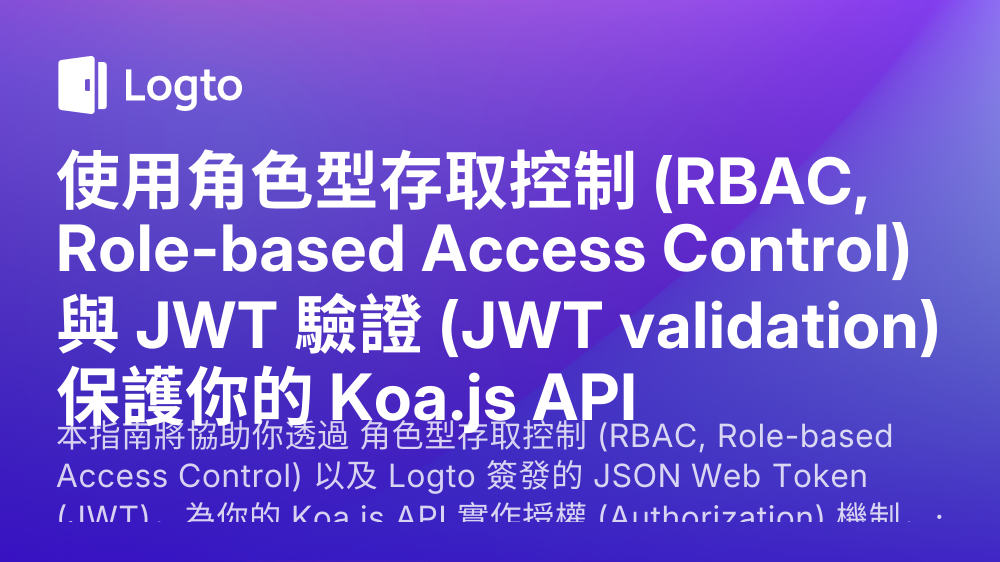 Logto
使用角色型存取控制 (RBAC,
Role-based Access Control)
與 JWT 驗證 (JWT validation)
保護你的 Koa.js API
本指南將協助你透過 角色型存取控制 (RBAC, Role-based
Access Control) 以及 Logto 簽發的 JSON Web Token
(JWT)，為你的 Koa.js API 實作授權 (Authorization) 機制。·